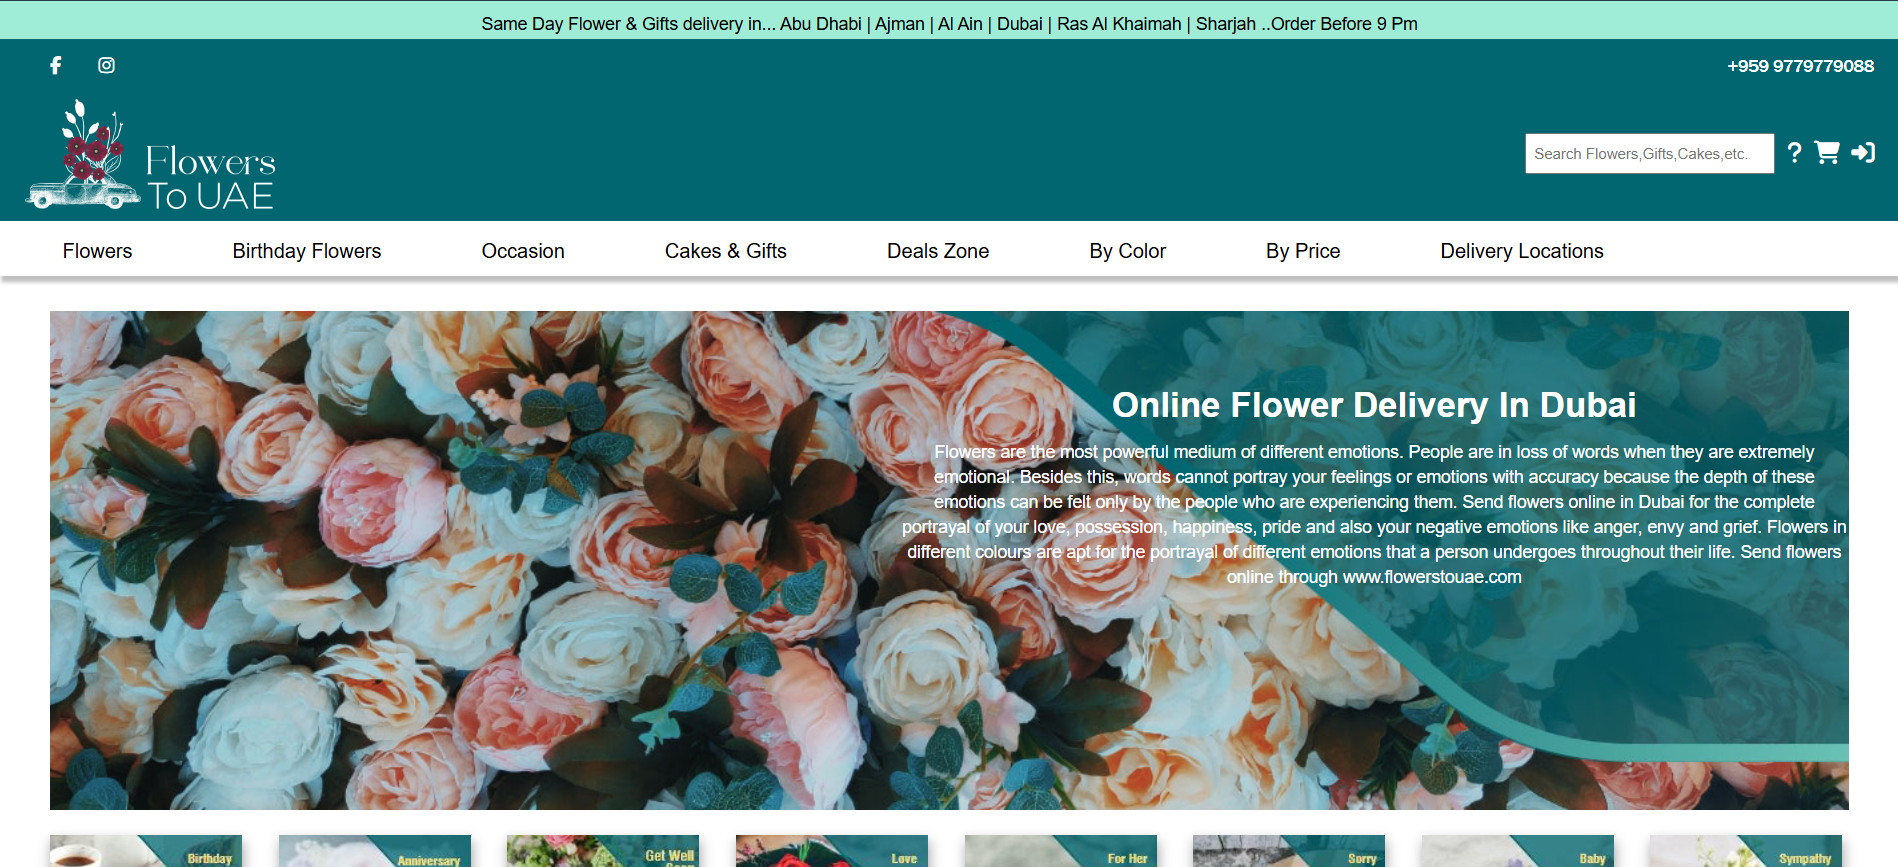 Same Day Flower & Gifts delivery in... Abu Dhabi | Ajman | Al Ain | Dubai | Ras Al Khaimah | Sharjah ..Order Before 9 Pm
+959 9779779088
Flowers
To UAE
Search Flowers,Gifts,Cakes,etc.
?
Flowers Birthday Flowers Occasion Cakes & Gifts Deals Zone By Color By Price Delivery Locations
Online Flower Delivery In Dubai
Flowers are the most powerful medium of different emotions. People are in loss of words when they are extremely
emotional. Besides this, words cannot portray your feelings or emotions with accuracy because the depth of these
emotions can be felt only by the people who are experiencing them. Send flowers online in Dubai for the complete
portrayal of your love, possession, happiness, pride and also your negative emotions like anger, envy and grief. Flowers in
different colours are apt for the portrayal of different emotions that a person undergoes throughout their life. Send flowers
online through www.flowerstouae.com
Birthday
Anniversary
Get Well
Soon
Love
For Her
Sorry
Baby
Sympathy